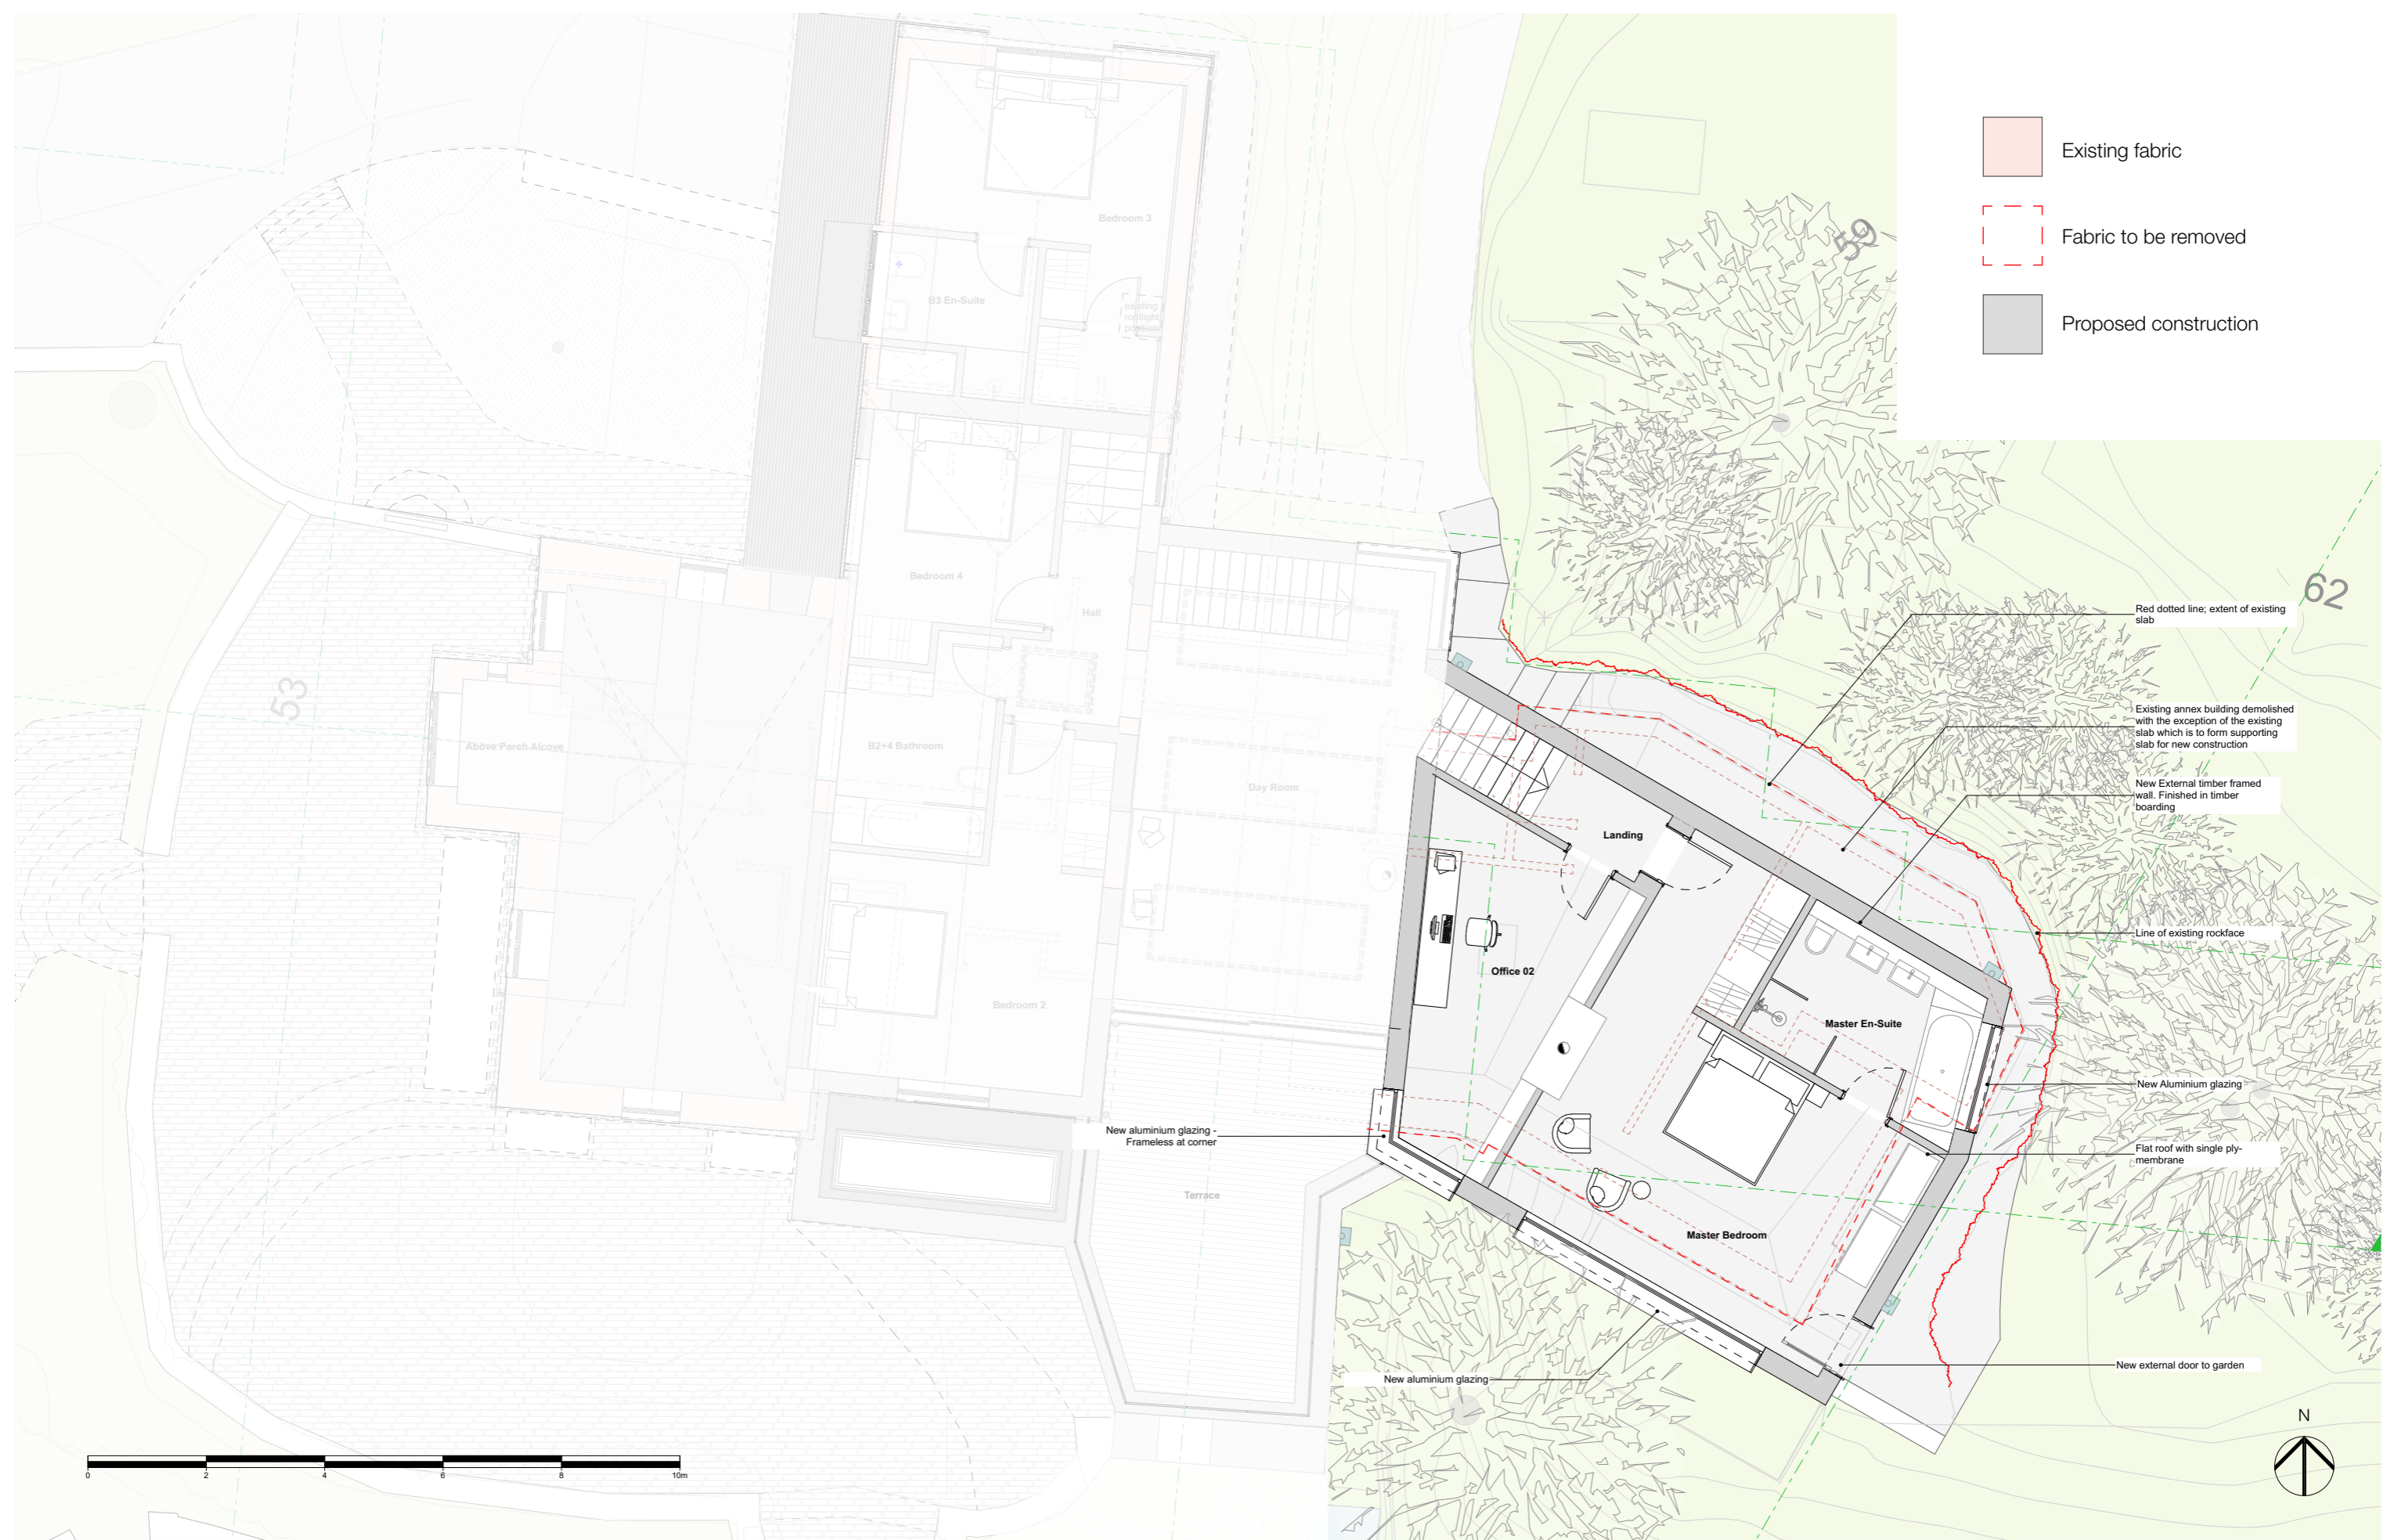 Existing fabric
Fabric to be removed
Proposed construction
59
62
53
Bedroom 3
B3 En-Suite
existing
rooflight
position
Bedroom 4
Hall
Above Porch Alcove
B2+4 Bathroom
Day Room
Bedroom 2
Terrace
Landing
Office 02
Master En-Suite
Master Bedroom
Red dotted line; extent of existing
slab
Existing annex building demolished
with the exception of the existing
slab which is to form supporting
slab for new construction
New External timber framed
wall. Finished in timber
boarding
Line of existing rockface
New Aluminium glazing
Flat roof with single ply-
membrane
New external door to garden
New aluminium glazing -
Frameless at corner
New aluminium glazing
0 2 4 6 8 10m
N